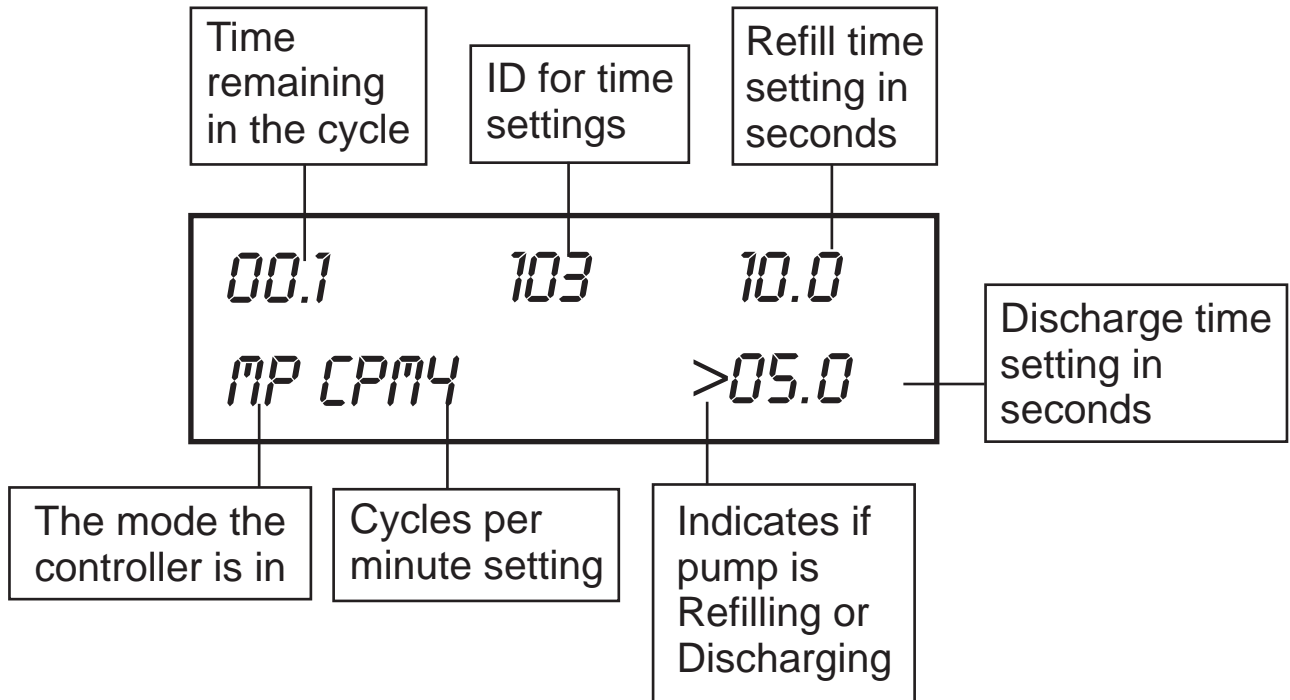 Time
remaining
in the cycle
ID for time
settings
Refill time
setting in
seconds
00.1 103 10.0
MP CPM4 >05.0
Discharge time
setting in
seconds
The mode the
controller is in
Cycles per
minute setting
Indicates if
pump is
Refilling or
Discharging